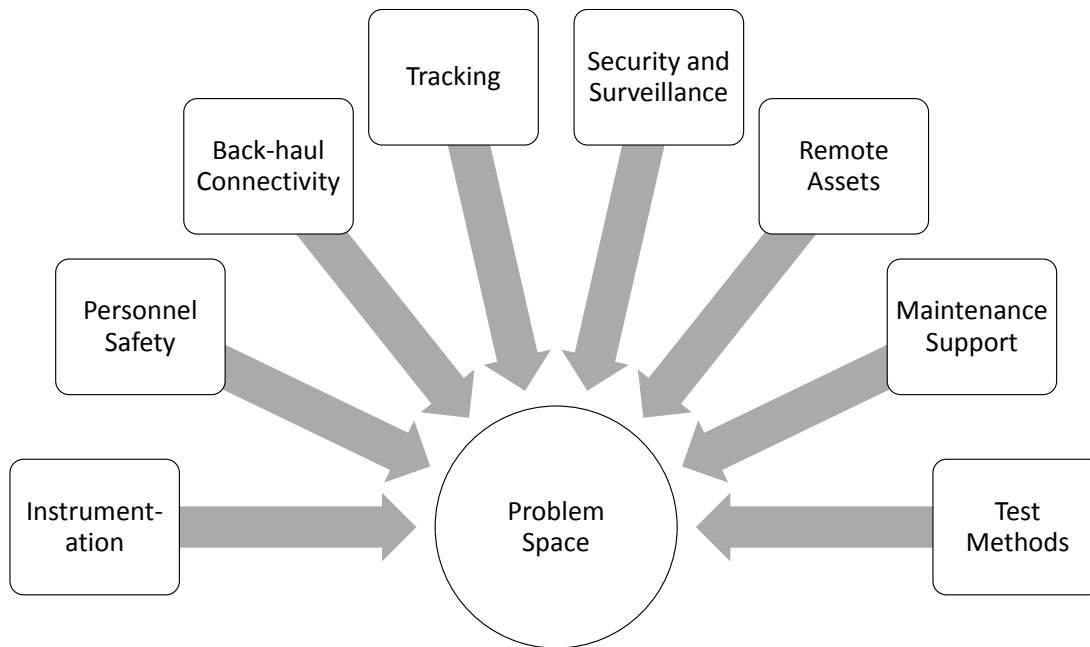 Tracking
Security and
Surveillance
Back-haul
Connectivity
Remote
Assets
Personnel
Safety
Maintenance
Support
Instrument-
ation
Problem
Space
Test
Methods